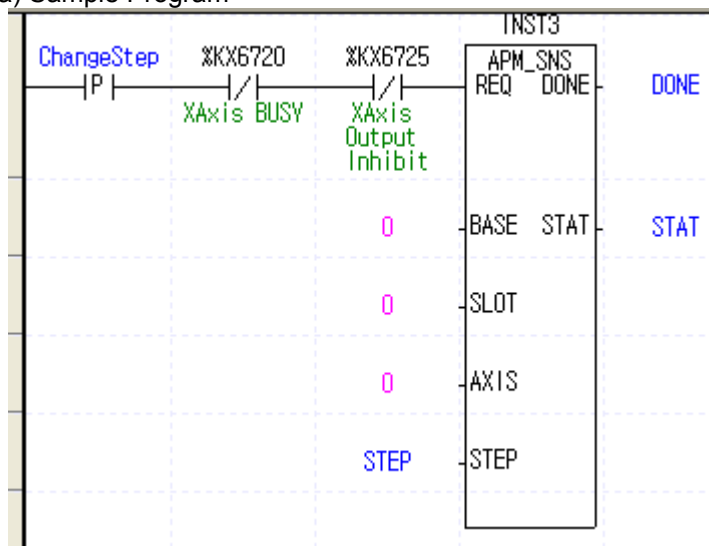 a) Sample Program
INST3
ChangeStep %KX6720 %KX6725 APM_SNS
P / / REQ DONE DONE
XAxis BUSY XAxis
Output
Inhibit
0 BASE STAT STAT
0 SLOT
0 AXIS
STEP STEP